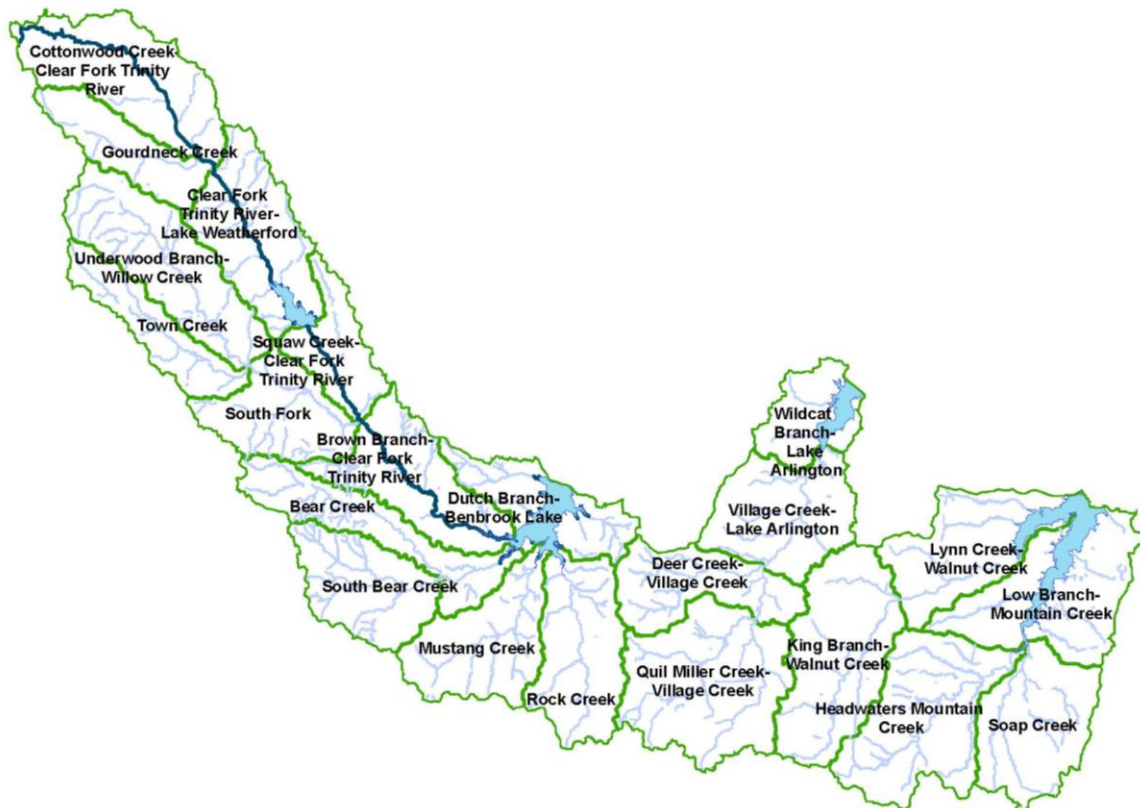 Cottonwood Creek-
Clear Fork Trinity
River
Gourdneck Creek
Clear Fork
Trinity River-
Lake Weatherford
Underwood Branch-
Willow Creek
Town Creek
Squaw Creek-
Clear Fork
Trinity River
South Fork
Brown Branch-
Clear Fork
Trinity River
Bear Creek
Dutch Branch-
Benbrook Lake
South Bear Creek
Mustang Creek
Rock Creek
Wildcat
Branch-
Lake
Arlington
Village Creek-
Lake Arlington
Deer Creek-
Village Creek
Quil Miller Creek-
Village Creek
King Branch-
Walnut Creek
Lynn Creek-
Walnut Creek
Low Branch-
Mountain Creek
Headwaters Mountain
Creek
Soap Creek